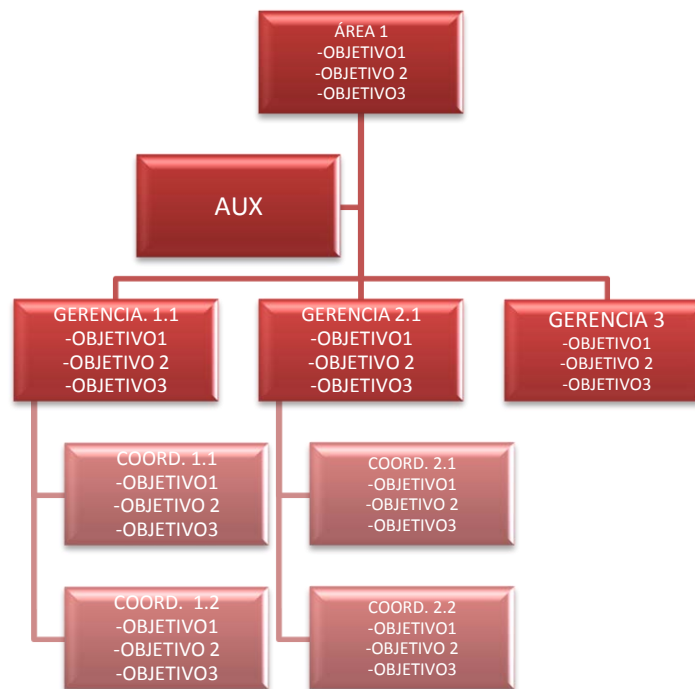 ÁREA 1
-OBJETIVO1
-OBJETIVO 2
-OBJETIVO3
AUX
GERENCIA. 1.1
-OBJETIVO1
-OBJETIVO 2
-OBJETIVO3
GERENCIA 2.1
-OBJETIVO1
-OBJETIVO 2
-OBJETIVO3
GERENCIA 3
-OBJETIVO1
-OBJETIVO 2
-OBJETIVO3
COORD. 1.1
-OBJETIVO1
-OBJETIVO 2
-OBJETIVO3
COORD. 2.1
-OBJETIVO1
-OBJETIVO 2
-OBJETIVO3
COORD.  1.2
-OBJETIVO1
-OBJETIVO 2
-OBJETIVO3
COORD. 2.2
-OBJETIVO1
-OBJETIVO 2
-OBJETIVO3